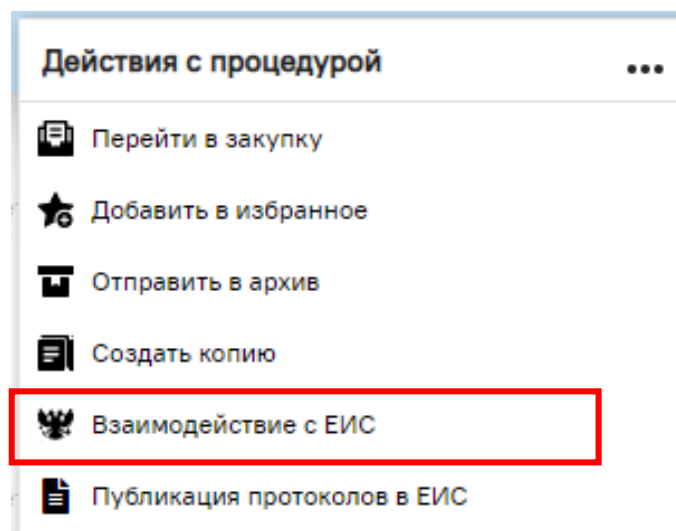 Действия с процедурой
Перейти в закупку
Добавить в избранное
Отправить в архив
Создать копию
Взаимодействие с ЕИС
Публикация протоколов в ЕИС